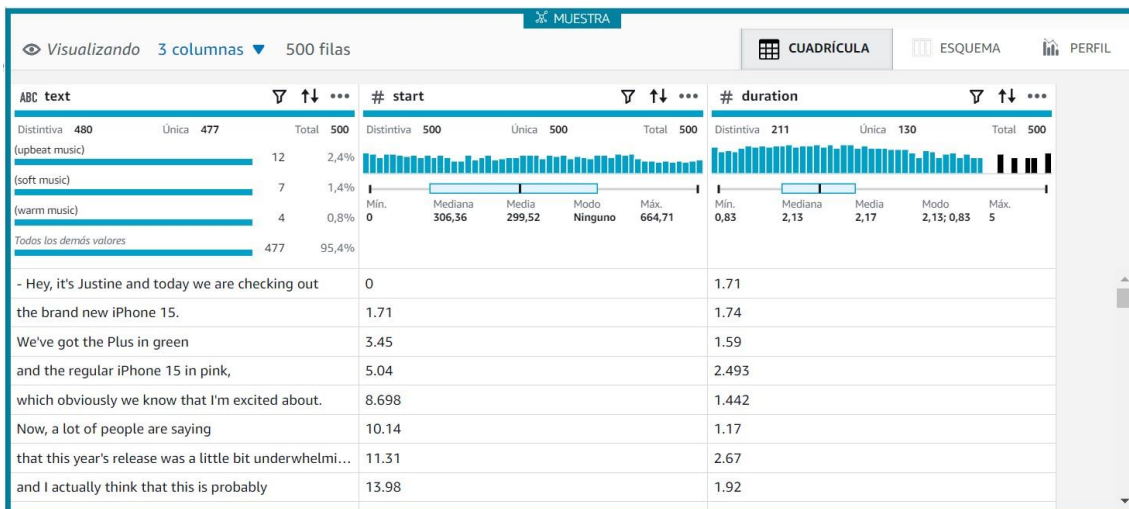 MUESTRA
Visualizando 3 columnas ▼ 500 filas
CUADRÍCULA ESQUEMA PERFIL
ABC text ••• # start ••• # duration •••
Distintiva 480 Única 477 Total 500 Distintiva 500 Única 500 Total 500 Distintiva 211 Única 130 Total 500
(upbeat music) 12 2,4%
(soft music) 7 1,4%
(warm music) 4 0,8%
Todos los demás valores 477 95,4%
Mín. Mediana Media Modo Máx. Mín. Mediana Media Modo Máx.
0 306,36 299,52 Ninguno 664,71 0,83 2,13 2,17 2,13; 0,83 5
- Hey, it's Justine and today we are checking out 0 1.71
the brand new iPhone 15. 1.71 1.74
We've got the Plus in green 3.45 1.59
and the regular iPhone 15 in pink, 5.04 2.493
which obviously we know that I'm excited about. 8.698 1.442
Now, a lot of people are saying 10.14 1.17
that this year's release was a little bit underwhelmi... 11.31 2.67
and I actually think that this is probably 13.98 1.92